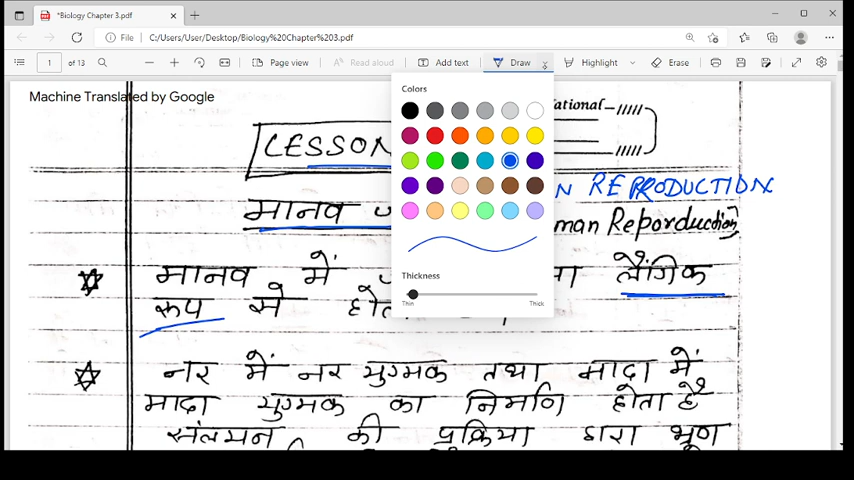 *Biology Chapter 3.pdf
File C:/Users/User/Desktop/Biology%20Chapter%203.pdf
1 of 13 Page view Read aloud Add text Draw Highlight Erase
Machine Translated by Google
Colors
Thickness
Thin Thick
ational
LESSON
N REPRODUCTION
मानव
man Reporduction
मानव में लैंगिक
रूप से
नर में नर युग्मक तथा मादा में
मादा युग्मक का निर्माण होता है
संलयन की प्रक्रिया द्वारा भ्रूण